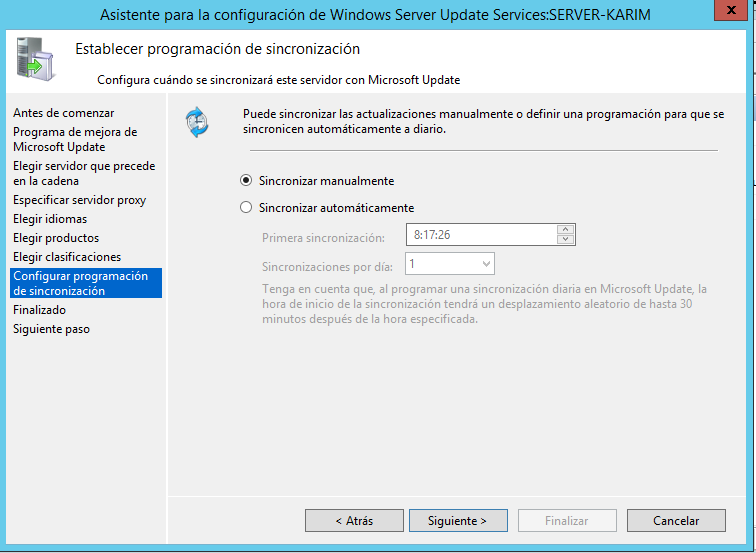 Asistente para la configuración de Windows Server Update Services:SERVER-KARIM
x
Establecer programación de sincronización
Configura cuándo se sincronizará este servidor con Microsoft Update
Antes de comenzar
Programa de mejora de
Microsoft Update
Elegir servidor que precede
en la cadena
Especificar servidor proxy
Elegir idiomas
Elegir productos
Elegir clasificaciones
Configurar programación
de sincronización
Finalizado
Siguiente paso
Puede sincronizar las actualizaciones manualmente o definir una programación para que se
sincronicen automáticamente a diario.
Sincronizar manualmente
Sincronizar automáticamente
Primera sincronización:
8:17:26
Sincronizaciones por día:
1
Tenga en cuenta que, al programar una sincronización diaria en Microsoft Update, la
hora de inicio de la sincronización tendrá un desplazamiento aleatorio de hasta 30
minutos después de la hora especificada.
< Atrás
Siguiente >
Finalizar
Cancelar